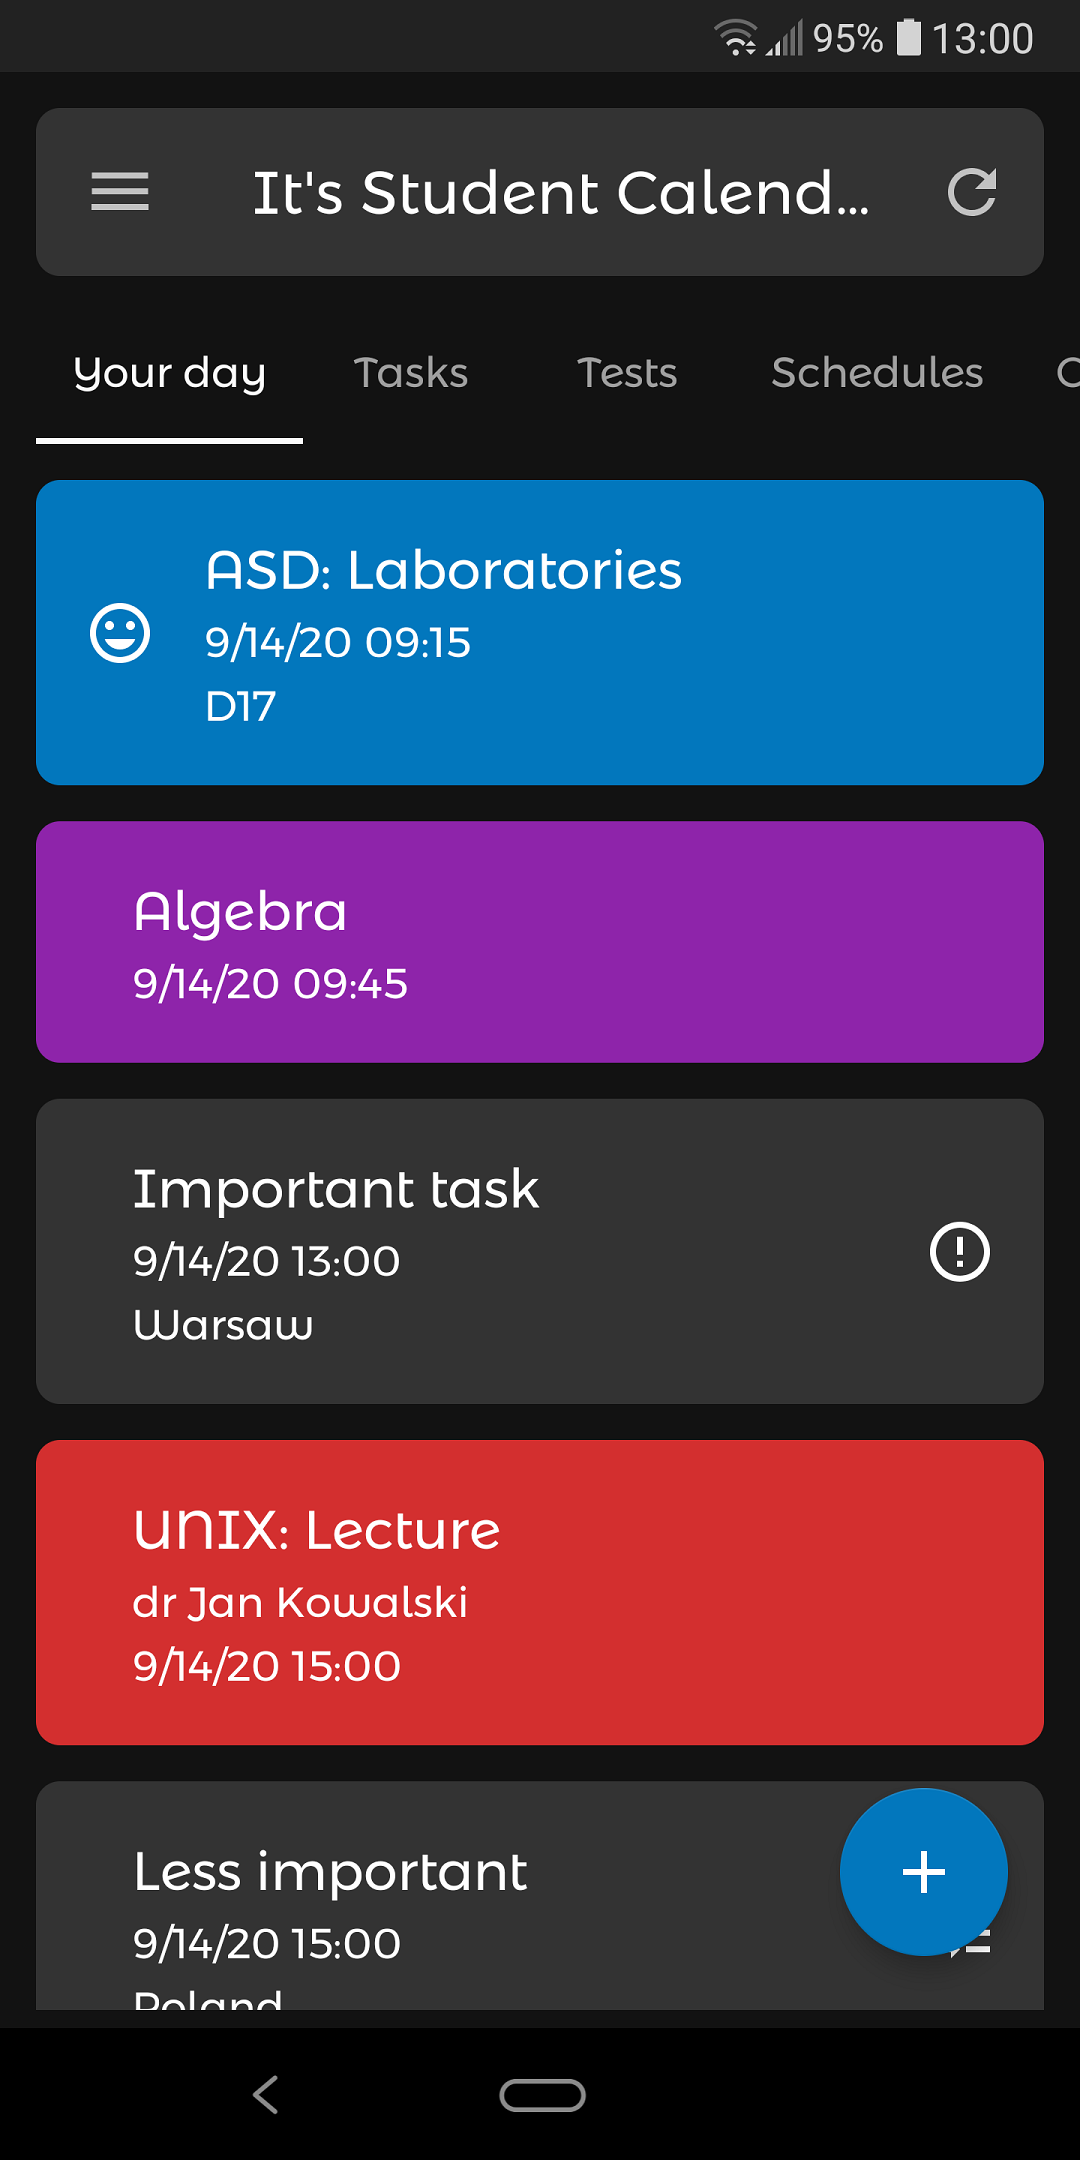 95% 13:00
It's Student Calend...
Your day Tasks Tests Schedules
ASD: Laboratories
9/14/20 09:15
D17
Algebra
9/14/20 09:45
Important task
9/14/20 13:00
Warsaw
UNIX: Lecture
dr Jan Kowalski
9/14/20 15:00
Less important
9/14/20 15:00
Poland